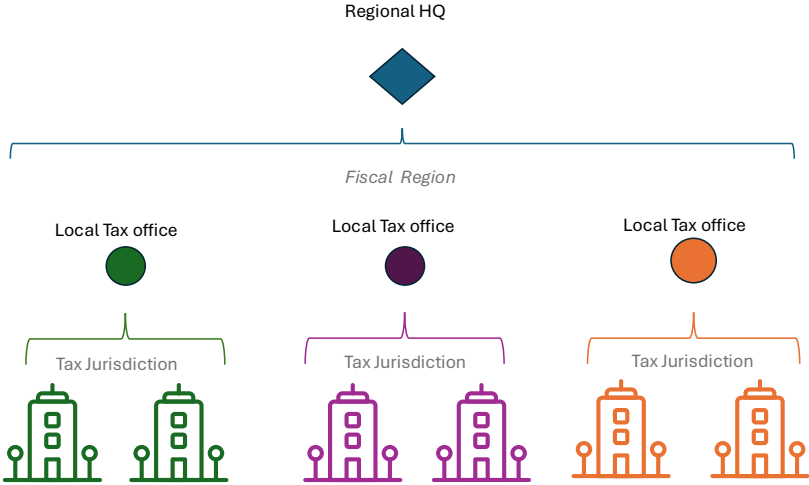 Regional HQ
Fiscal Region
Local Tax office
Local Tax office
Local Tax office
Tax Jurisdiction
Tax Jurisdiction
Tax Jurisdiction